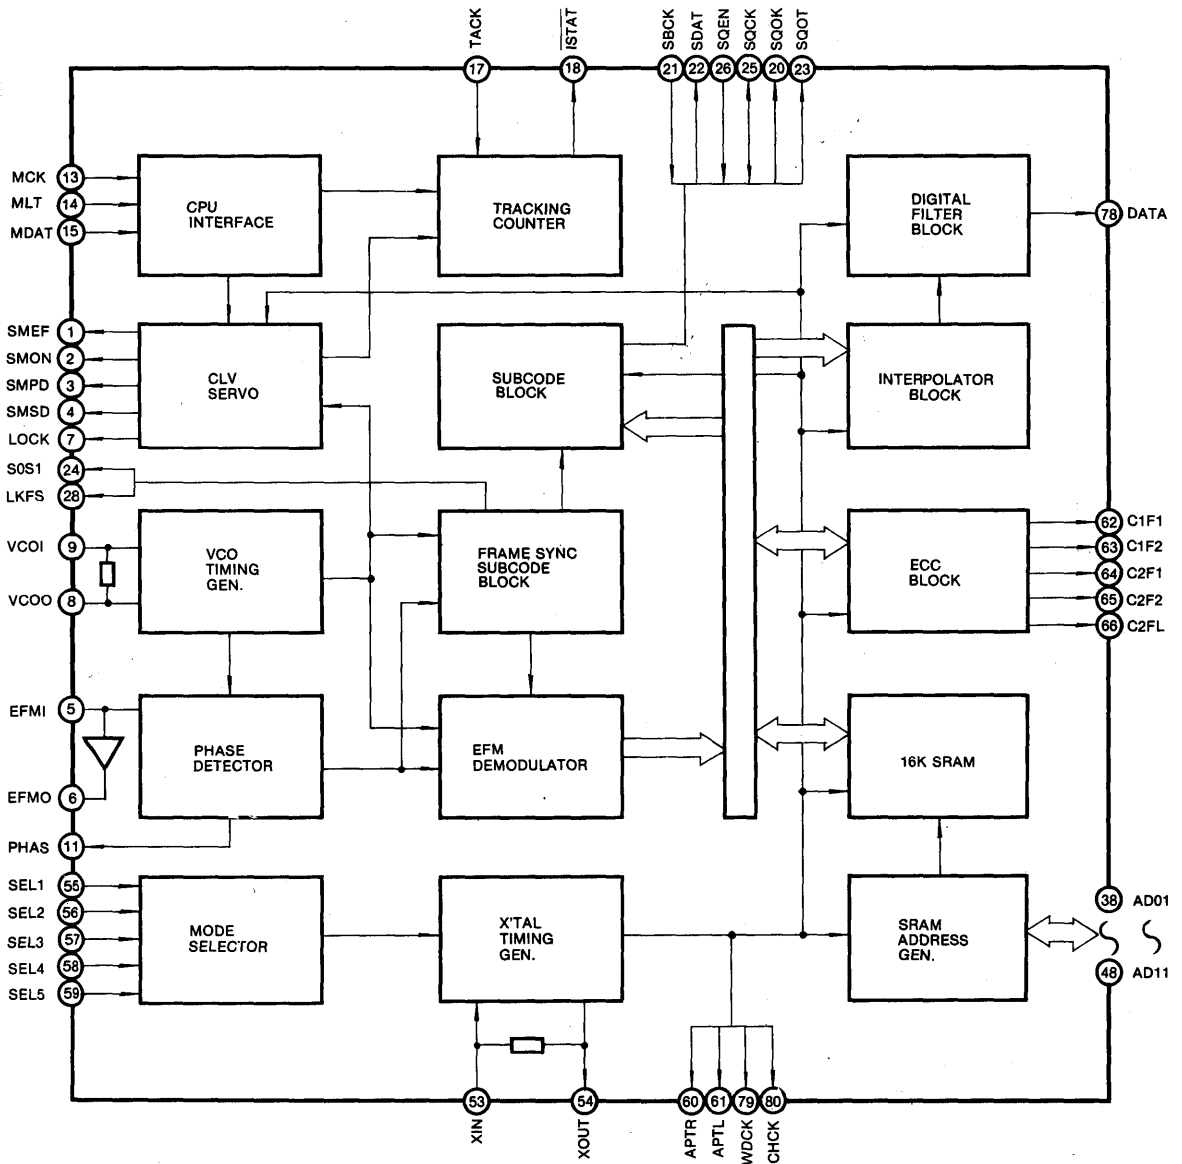 TACK
ISTAT
SBCK
SDAT
SQEN
SQCK
SQOK
SQOT
17
18
21
22
26
25
20
23
MCK 13
MLT 14
MDAT 15
CPU
INTERFACE
TRACKING
COUNTER
DIGITAL
FILTER
BLOCK
78 DATA
SMEF 1
SMON 2
SMPD 3
SMSD 4
LOCK 7
CLV
SERVO
SUBCODE
BLOCK
INTERPOLATOR
BLOCK
S0S1 24
LKFS 28
VCOI 9
VCOO 8
VCO
TIMING
GEN.
FRAME SYNC
SUBCODE
BLOCK
ECC
BLOCK
62 C1F1
63 C1F2
64 C2F1
65 C2F2
66 C2FL
EFMI 5
EFMO 6
PHAS 11
PHASE
DETECTOR
EFM
DEMODULATOR
16K SRAM
SEL1 55
SEL2 56
SEL3 57
SEL4 58
SEL5 59
MODE
SELECTOR
X'TAL
TIMING
GEN.
SRAM
ADDRESS
GEN.
38 AD01
48 AD11
53
54
60
61
79
80
XIN
XOUT
APTR
APTL
WDCK
CHCK